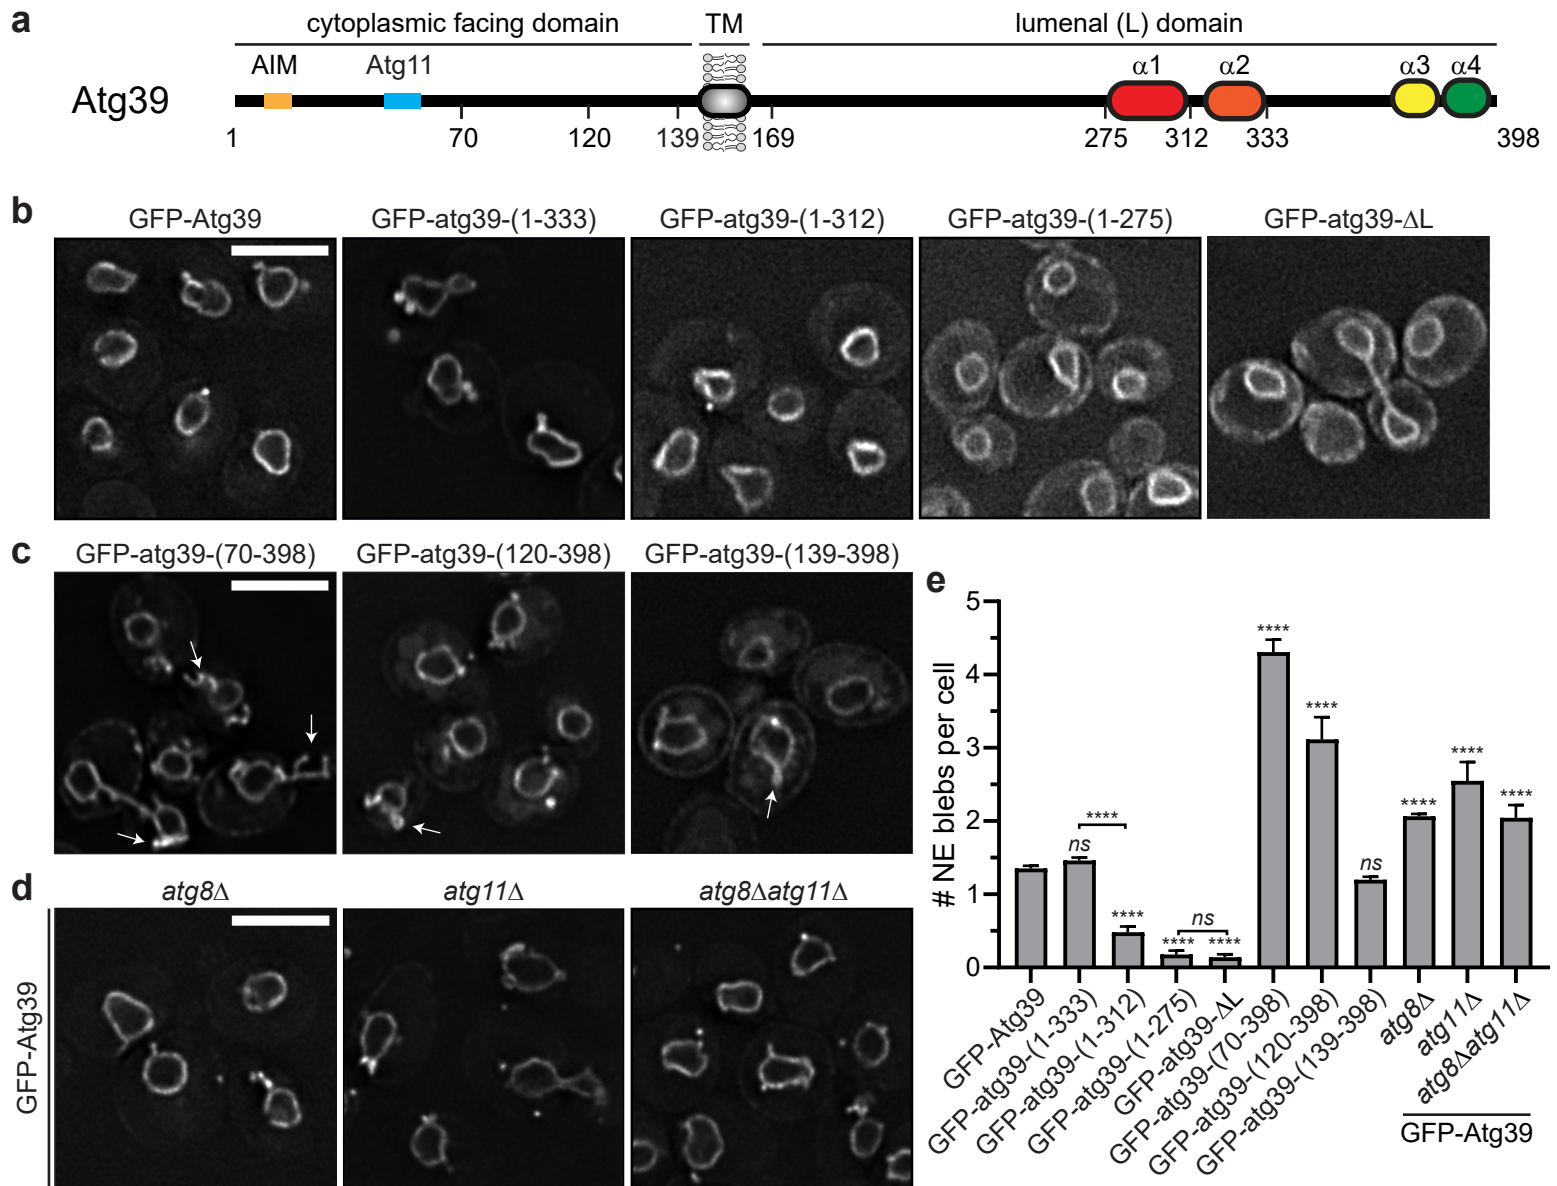 a
cytoplasmic facing domain TM lumenal (L) domain
AIM Atg11 α1 α2 α3 α4
Atg39
1 70 120 139 169 275 312 333 398
b
GFP-Atg39 GFP-atg39-(1-333) GFP-atg39-(1-312) GFP-atg39-(1-275) GFP-atg39-ΔL
c
GFP-atg39-(70-398) GFP-atg39-(120-398) GFP-atg39-(139-398)
d
atg8Δ atg11Δ atg8Δatg11Δ
GFP-Atg39
e
# NE blebs per cell
5
4
3
2
1
0
ns
****
****
****
ns
****
****
****
ns
****
****
****
GFP-Atg39
GFP-atg39-(1-333)
GFP-atg39-(1-312)
GFP-atg39-(1-275)
GFP-atg39-ΔL
GFP-atg39-(70-398)
GFP-atg39-(120-398)
GFP-atg39-(139-398)
atg8Δ
atg11Δ
atg8Δatg11Δ
GFP-Atg39